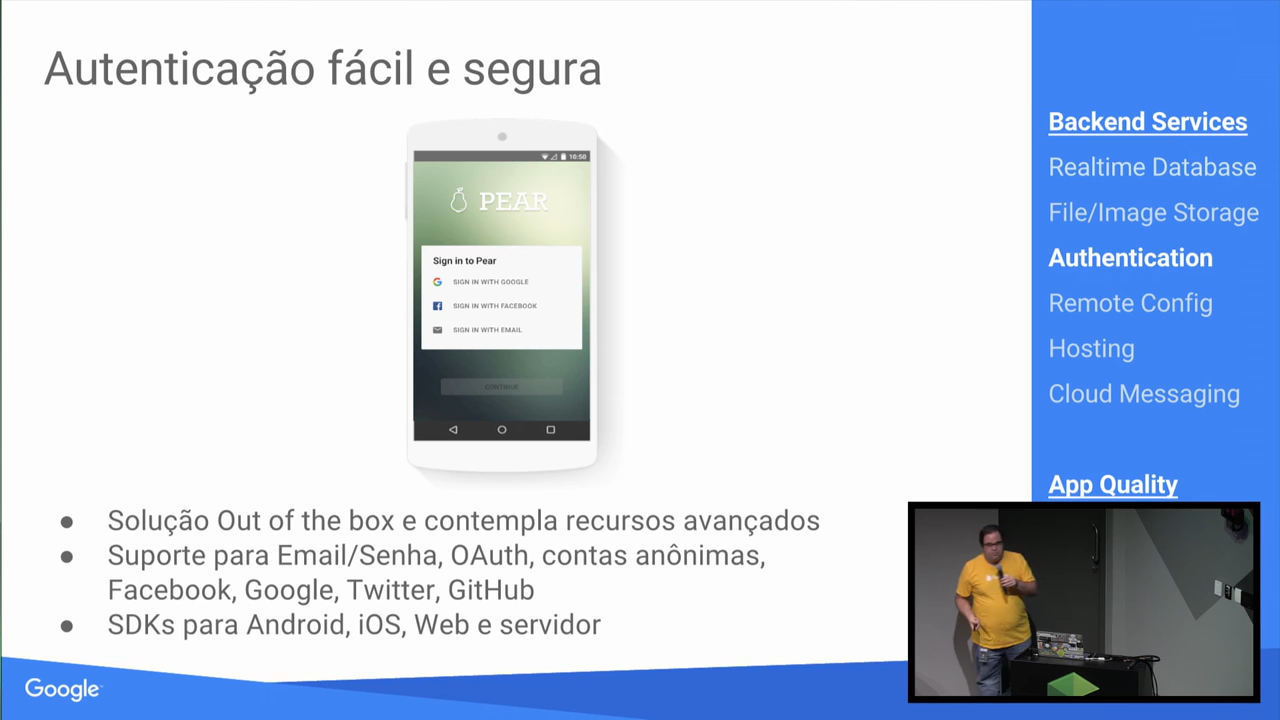 Autenticação fácil e segura
10:50
PEAR
Sign in to Pear
SIGN IN WITH GOOGLE
SIGN IN WITH FACEBOOK
SIGN IN WITH EMAIL
CONTINUE
● Solução Out of the box e contempla recursos avançados
● Suporte para Email/Senha, OAuth, contas anônimas,
Facebook, Google, Twitter, GitHub
● SDKs para Android, iOS, Web e servidor
Google
Backend Services
Realtime Database
File/Image Storage
Authentication
Remote Config
Hosting
Cloud Messaging
App Quality